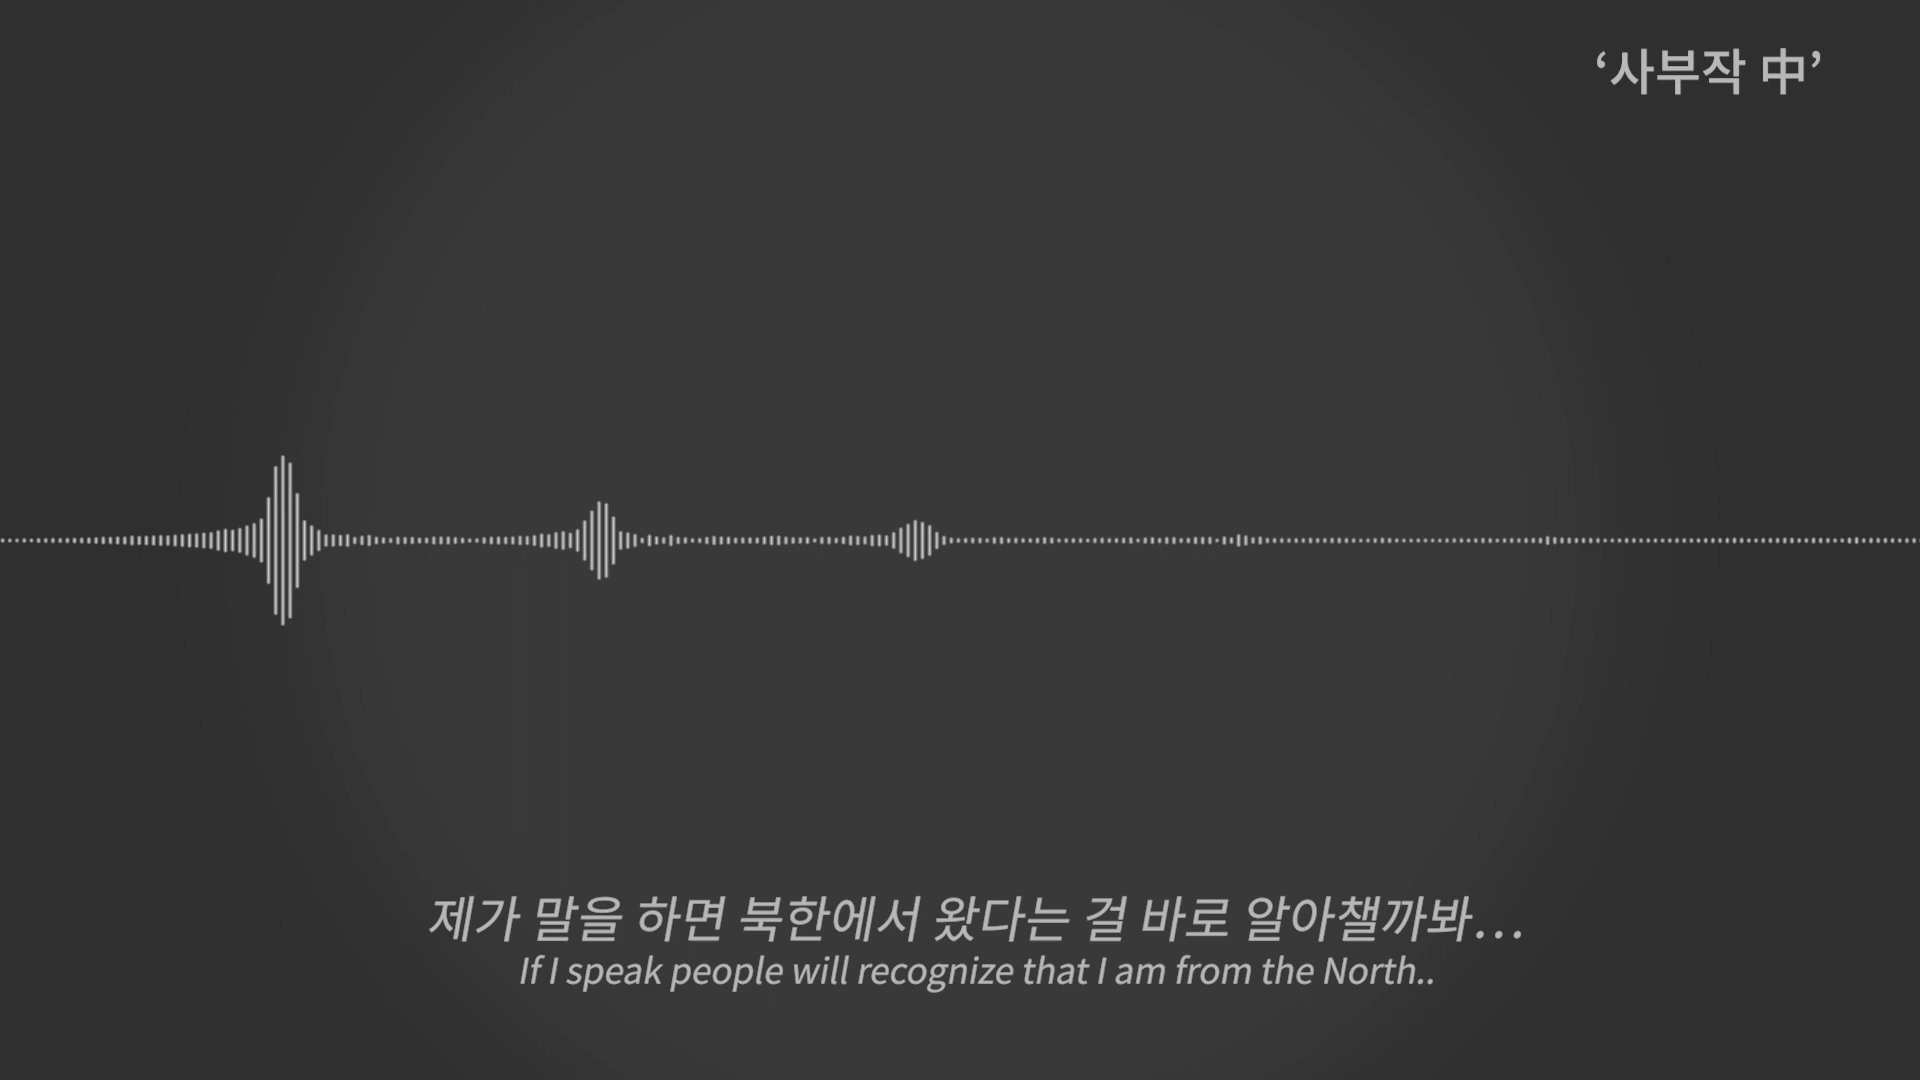 ‘사부작 中’
제가 말을 하면 북한에서 왔다는 걸 바로 알아챌까봐...
If I speak people will recognize that I am from the North..